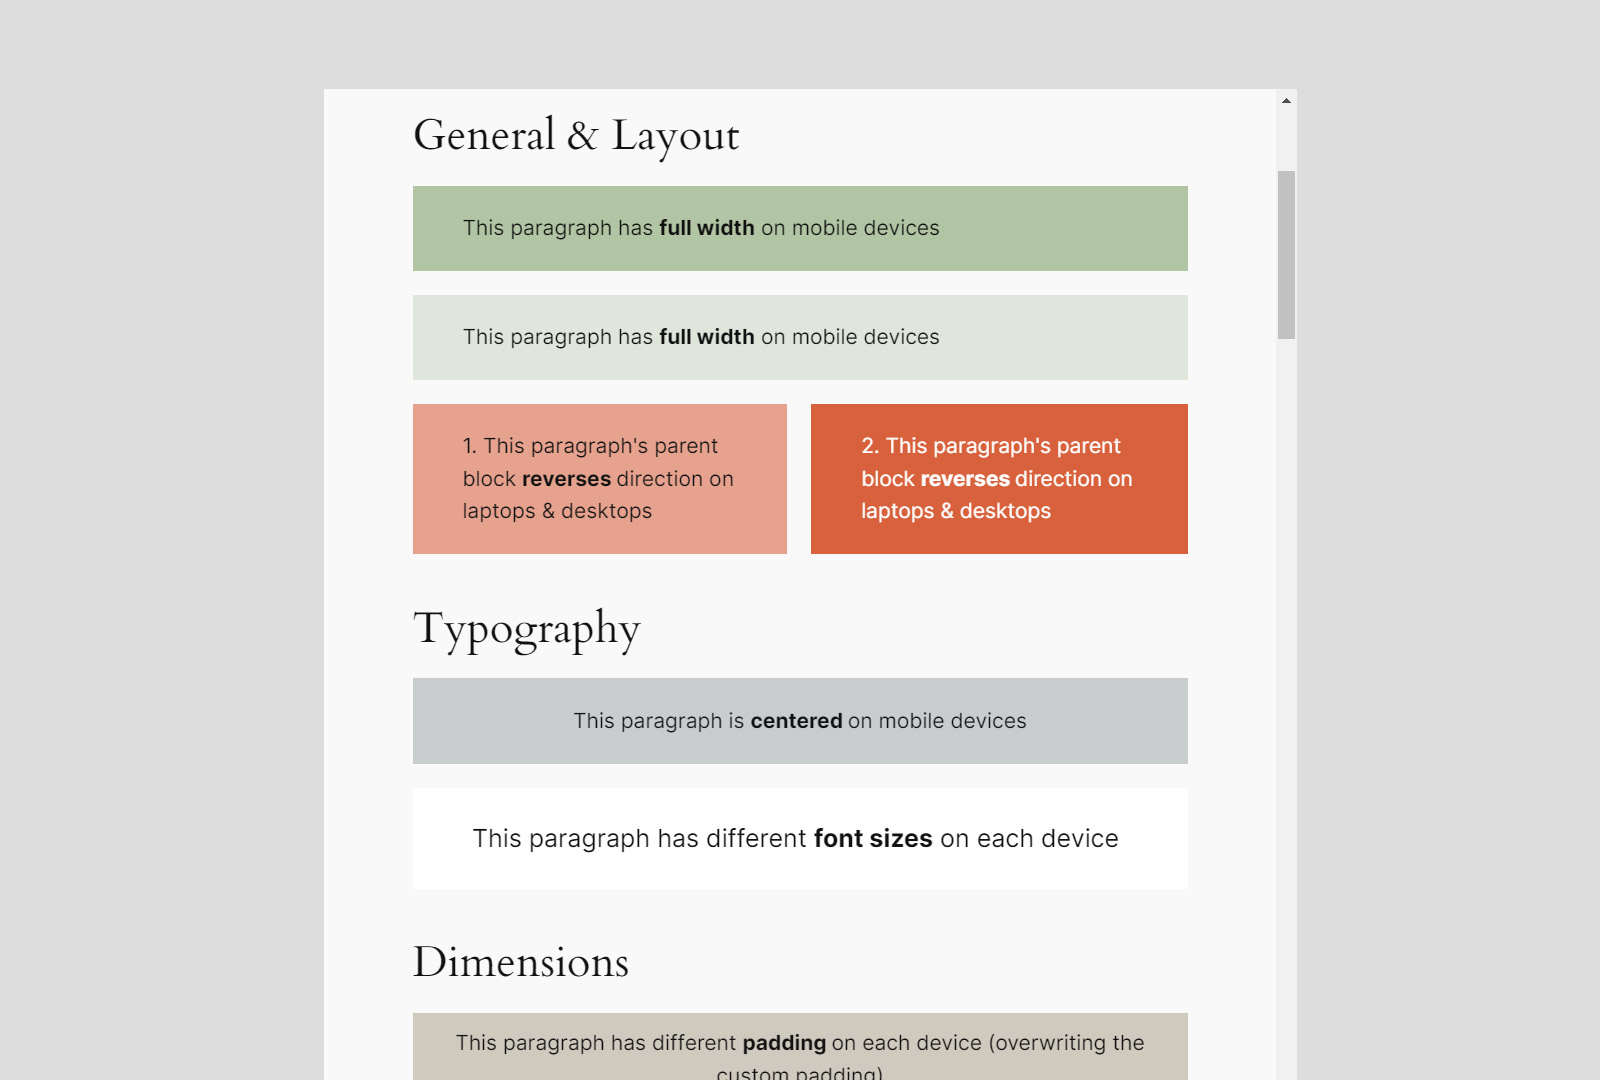 General & Layout
This paragraph has full width on mobile devices
This paragraph has full width on mobile devices
1. This paragraph's parent
block reverses direction on
laptops & desktops
2. This paragraph's parent
block reverses direction on
laptops & desktops
Typography
This paragraph is centered on mobile devices
This paragraph has different font sizes on each device
Dimensions
This paragraph has different padding on each device (overwriting the
custom padding)